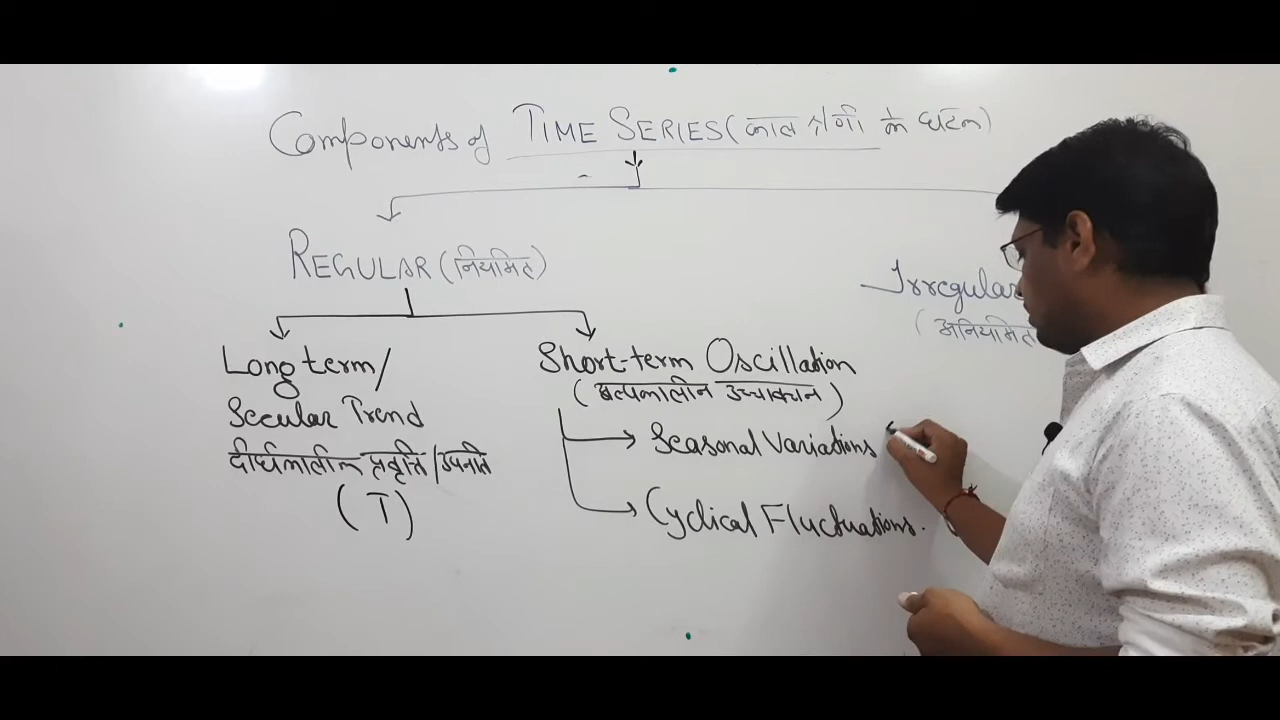 Components of TIME SERIES (काल श्रेणी के घटक)
REGULAR (नियमित)
Irregular
(अनियमित
Long term/
Secular Trend
दीर्घकालीन प्रवृत्ति/उपनति
(T)
Short-term Oscillation
(अल्पकालीन उच्चावचन)
Seasonal Variations
Cyclical Fluctuations.